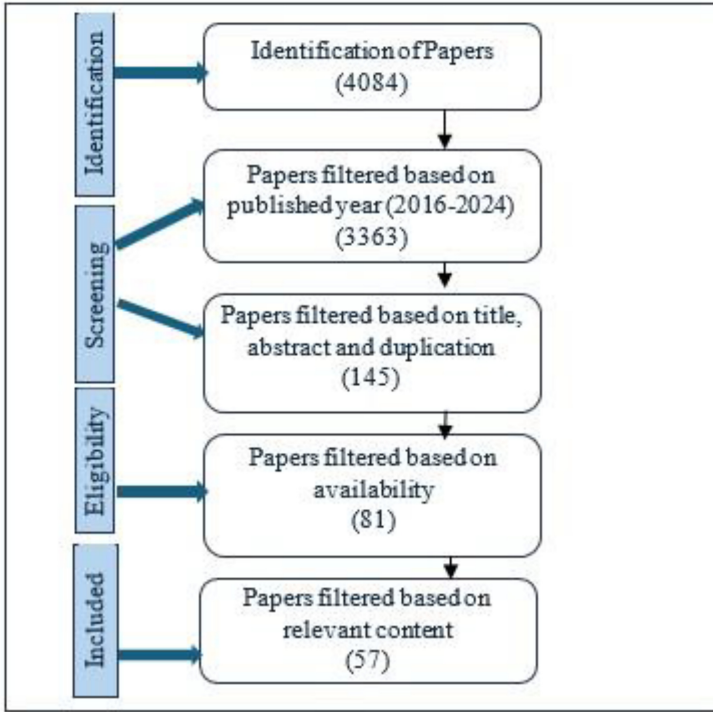 Identification
Identification of Papers
(4084)
Screening
Papers filtered based on
published year (2016-2024)
(3363)
Papers filtered based on title,
abstract and duplication
(145)
Eligibility
Papers filtered based on
availability
(81)
Included
Papers filtered based on
relevant content
(57)